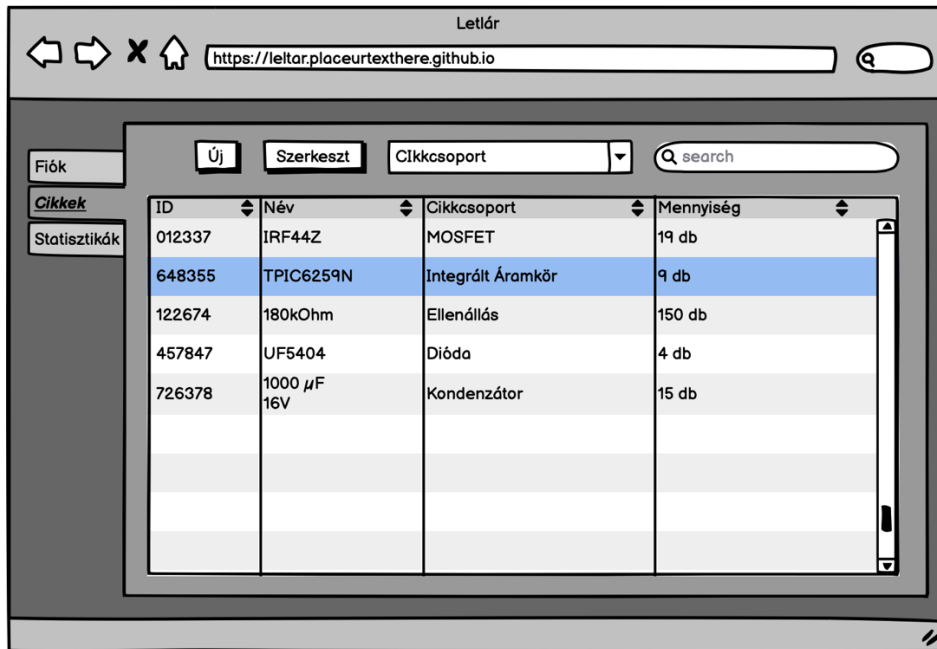 Letlár
https://leltar.placeurtexthere.github.io
Fiók
Cikkek
Statisztikák
Új Szerkeszt CIkkcsoport search
ID Név Cikkcsoport Mennyiség
012337 IRF44Z MOSFET 19 db
648355 TPIC6259N Integrált Áramkör 9 db
122674 180kOhm Ellenállás 150 db
457847 UF5404 Dióda 4 db
726378 1000 µF Kondenzátor 15 db
16V